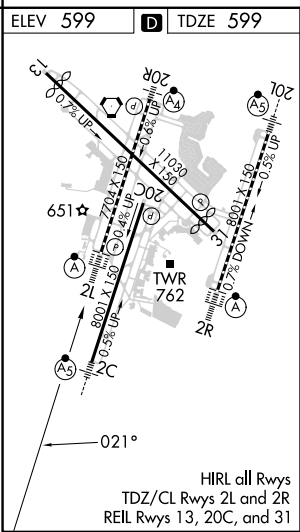 ELEV 599
D
TDZE 599
13
20R
20L
A4
A5
P
0.7% UP
0.6% UP
11030 X 150
20C
7704 X 150
651
0.4% UP
P
P
0.5% UP
8001 X 150
31
A
2L
TWR
762
8001 X 150
0.5% UP
0.7% DOWN
A
2R
A5
2C
021°
HIRL all Rwys
TDZ/CL Rwys 2L and 2R
REIL Rwys 13, 20C, and 31